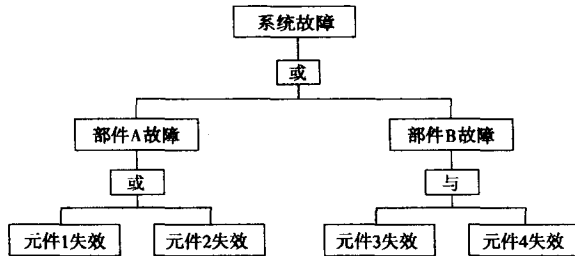 系统故障
或
部件A故障
部件B故障
或
与
元件1失效
元件2失效
元件3失效
元件4失效